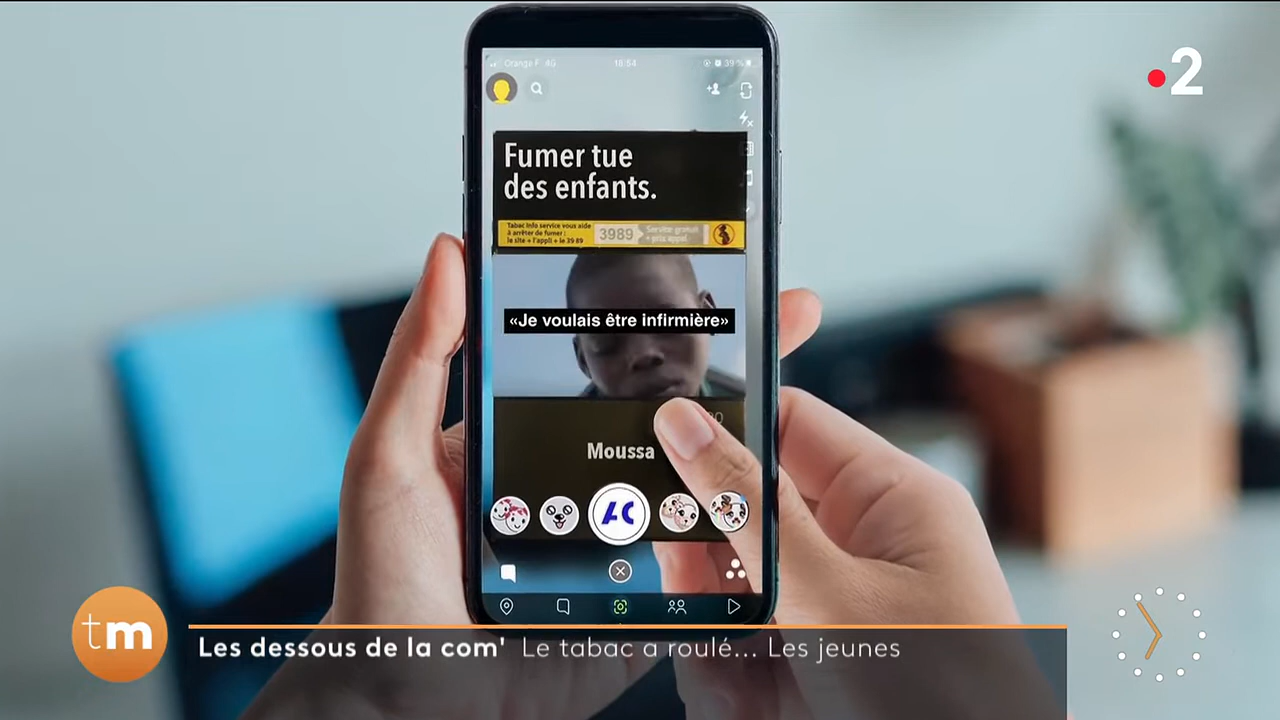 2
Orange F 4G 18:54 39 %
Fumer tue
des enfants.
Tabac info service vous aide
à arrêter de fumer :
le site + l'appli + le 39 89
3989
Service gratuit
+ prix appel
«Je voulais être infirmière»
Moussa
AC
tm
Les dessous de la com' Le tabac a roulé... Les jeunes